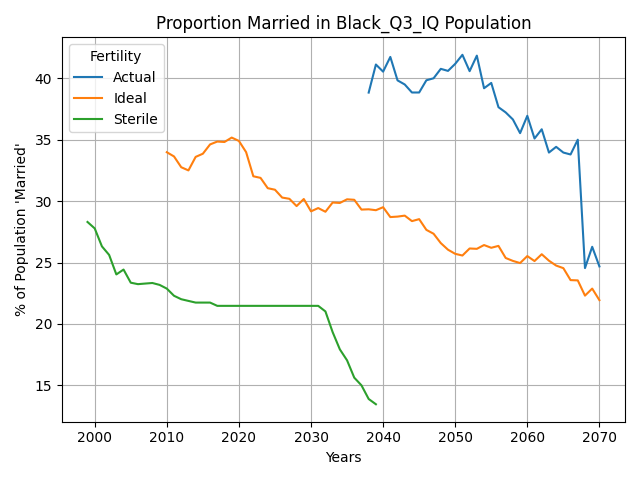 Proportion Married in Black_Q3_IQ Population
Fertility
Actual
Ideal
Sterile
% of Population 'Married'
40
35
30
25
20
15
2000 2010 2020 2030 2040 2050 2060 2070
Years